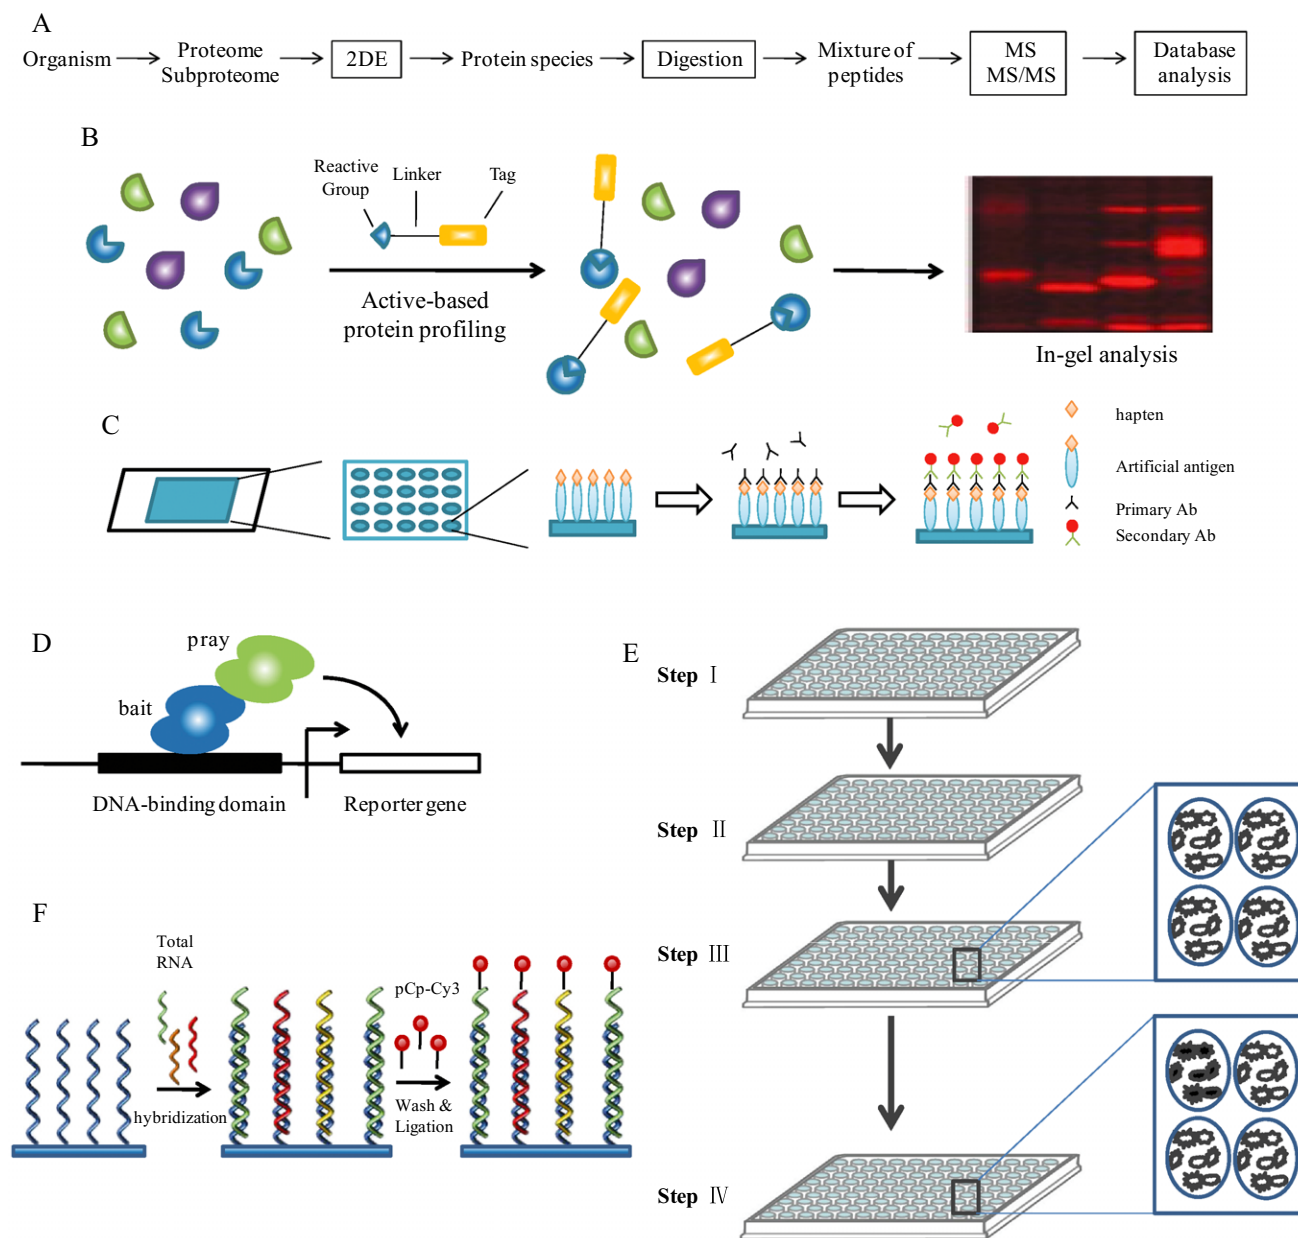 A
Organism
Proteome
Subproteome
2DE
Protein species
Digestion
Mixture of
peptides
MS
MS/MS
Database
analysis
B
Reactive
Group
Linker
Tag
Active-based
protein profiling
In-gel analysis
C
hapten
Artificial antigen
Primary Ab
Secondary Ab
D
pray
bait
DNA-binding domain
Reporter gene
E
Step I
Step II
Step III
Step IV
F
Total
RNA
hybridization
pCp-Cy3
Wash &
Ligation